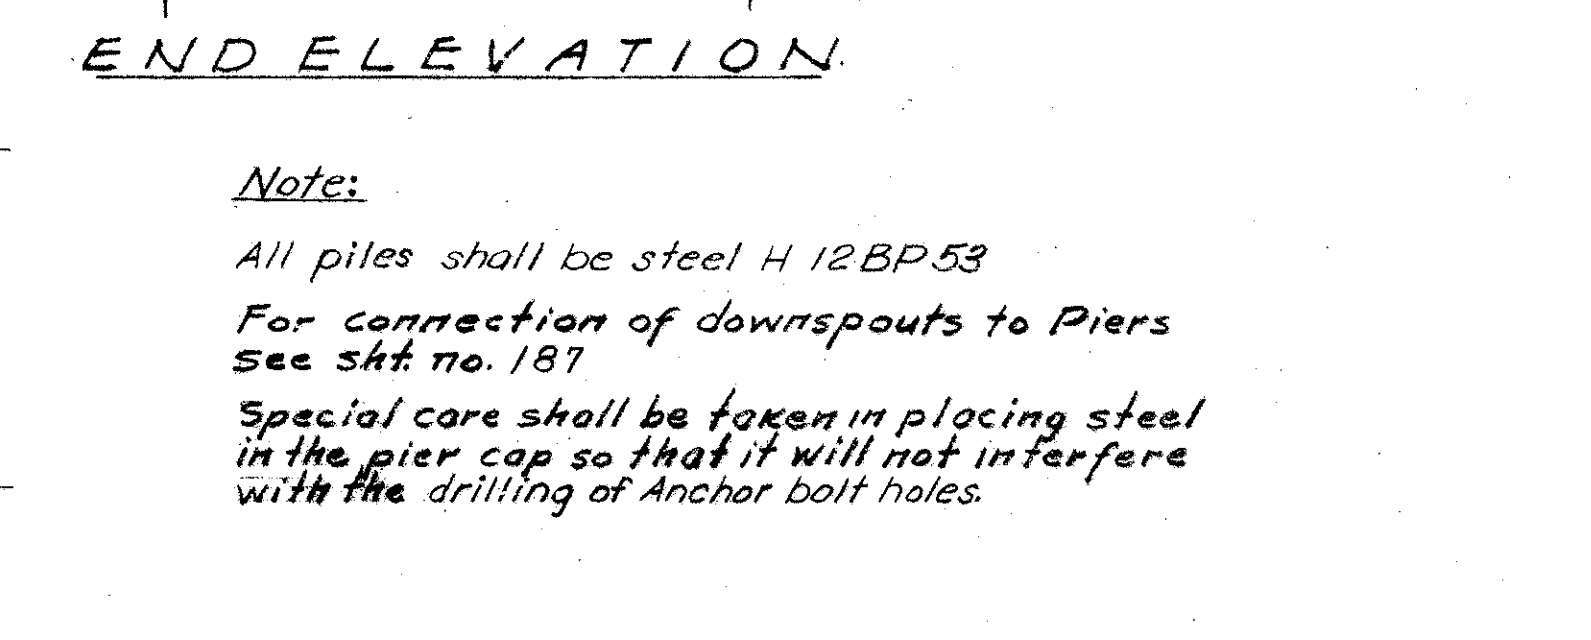 END ELEVATION.
Note:
All piles shall be steel H 12BP53
For connection of downspouts to Piers
see sht. no. 187
Special care shall be taken in placing steel
in the pier cap so that it will not interfere
with the drilling of Anchor bolt holes.